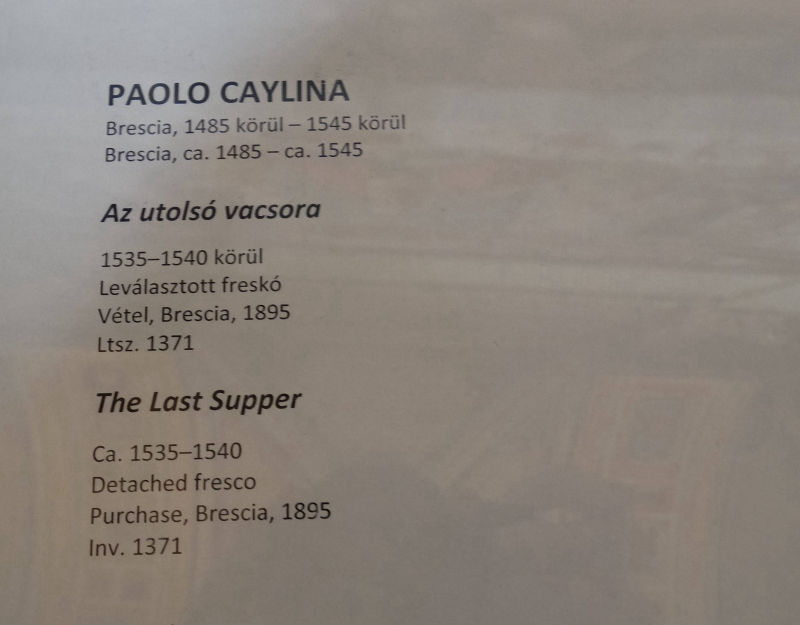 PAOLO CAYLINA
Brescia, 1485 körül – 1545 körül
Brescia, ca. 1485 – ca. 1545
Az utolsó vacsora
1535–1540 körül
Leválasztott freskó
Vétel, Brescia, 1895
Ltsz. 1371
The Last Supper
Ca. 1535–1540
Detached fresco
Purchase, Brescia, 1895
Inv. 1371